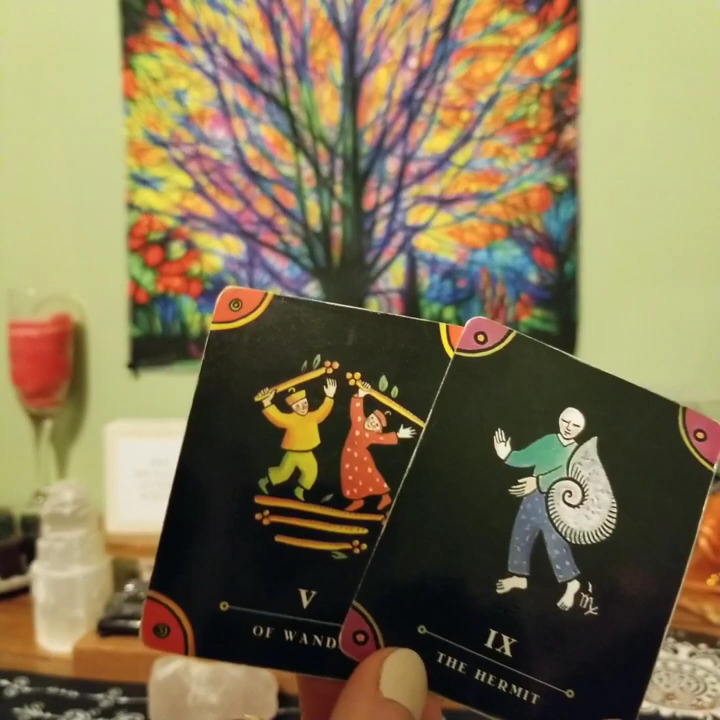 V
OF WAND
IX
THE HERMIT